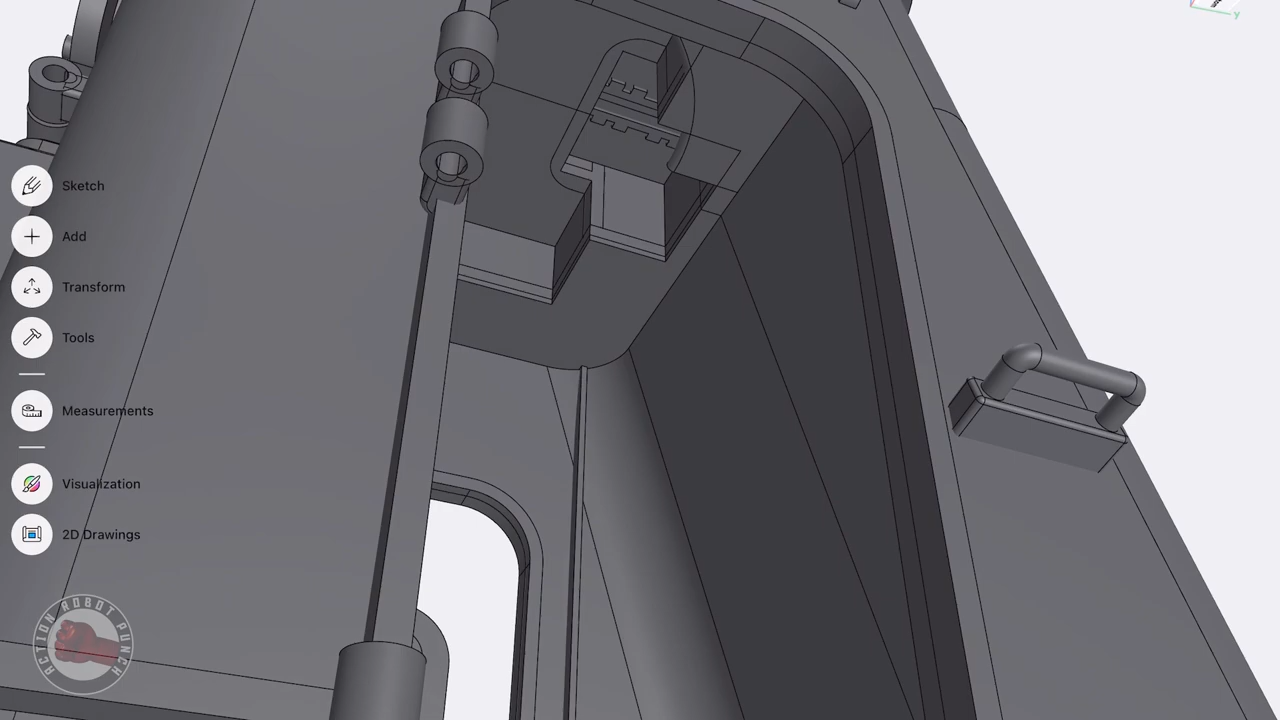 Sketch
Add
Transform
Tools
Measurements
Visualization
2D Drawings
ACTION ROBOT PUNCH
y